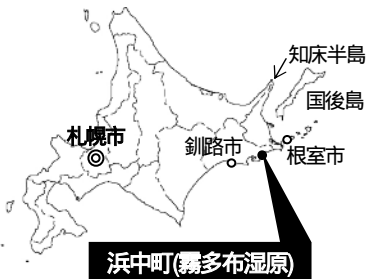 知床半島
国後島
札幌市
釧路市
根室市
浜中町(霧多布湿原)